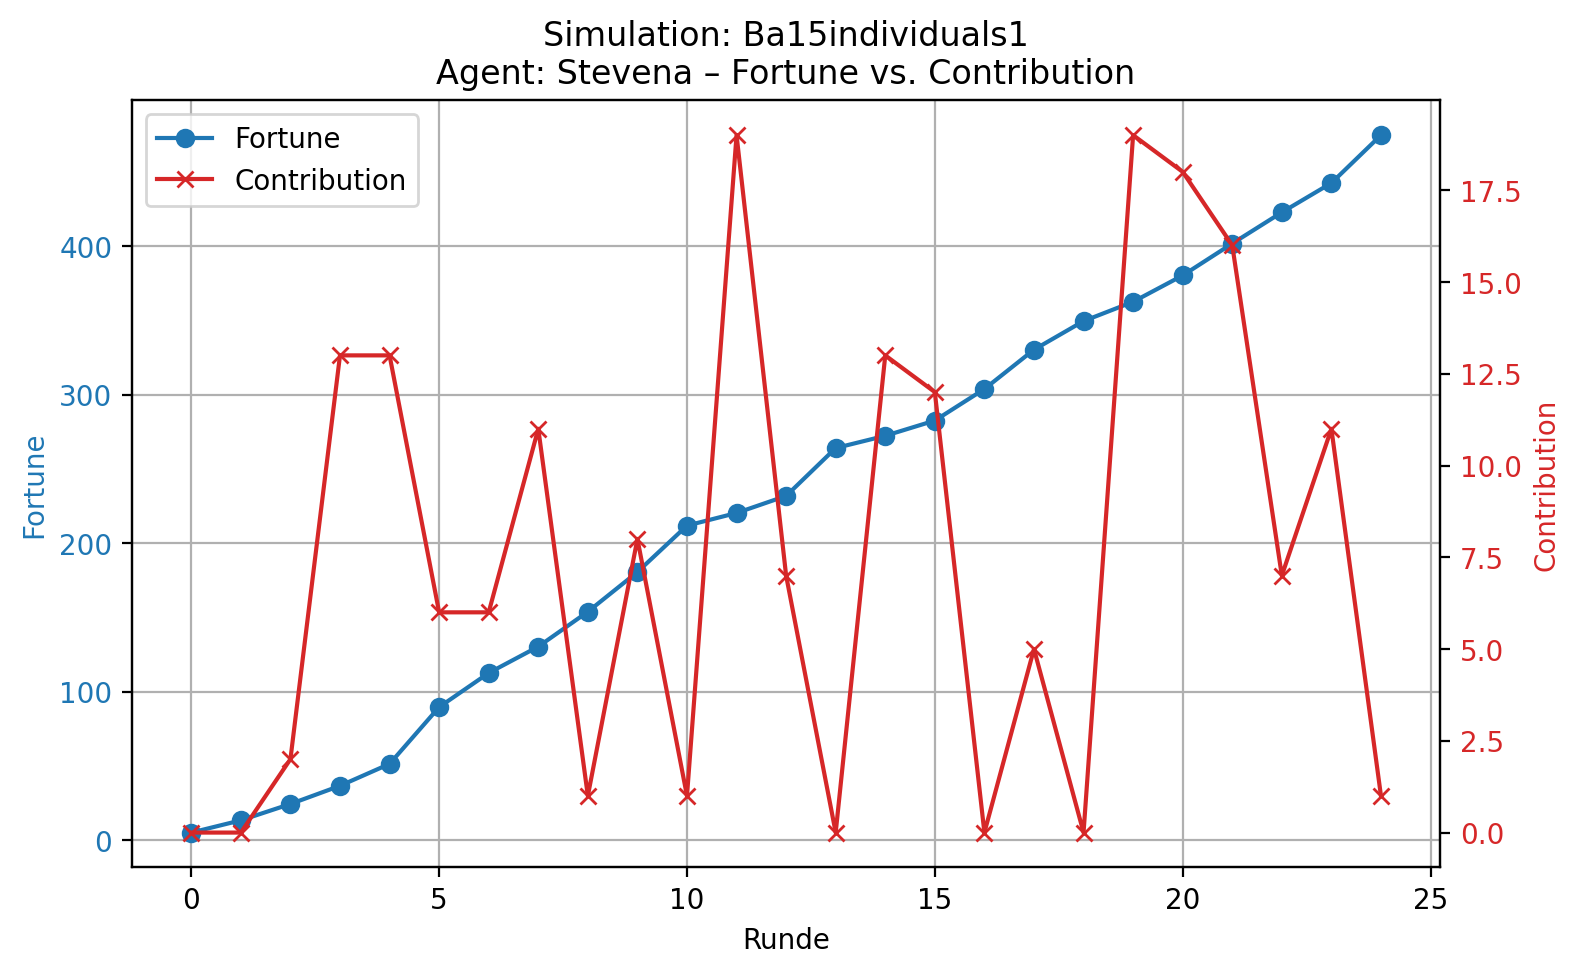 Simulation: Ba15individuals1
Agent: Stevena – Fortune vs. Contribution
Fortune
Contribution
400
300
200
100
0
Fortune
17.5
15.0
12.5
10.0
7.5
5.0
2.5
0.0
Contribution
0 5 10 15 20 25
Runde